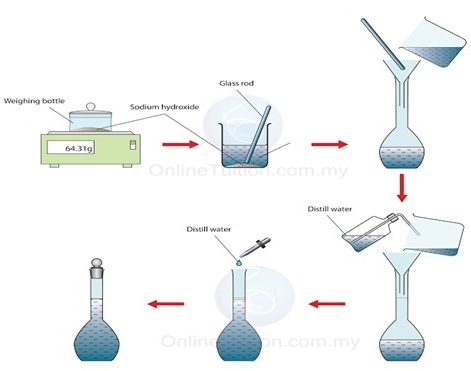 Glass rod
Weighing bottle
Sodium hydroxide
64.31g
OnlineTuition.com.my
Distill water
Distill water
OnlineTuition.com.my